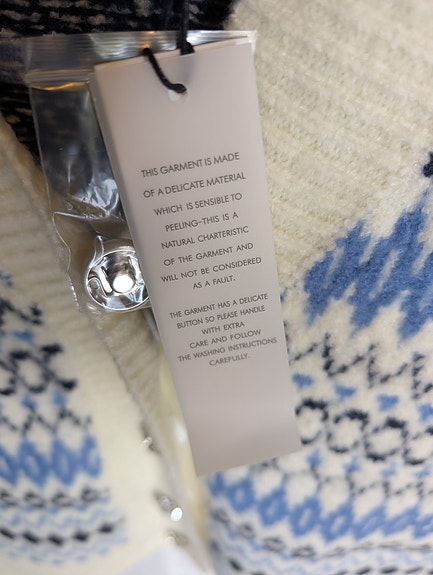 THIS GARMENT IS MADE
OF A DELICATE MATERIAL
WHICH IS SENSIBLE TO
PEELING-THIS IS A
NATURAL CHARTERISTIC
OF THE GARMENT AND
WILL NOT BE CONSIDERED
AS A FAULT.
THE GARMENT HAS A DELICATE
BUTTON SO PLEASE HANDLE
WITH EXTRA
CARE AND FOLLOW
THE WASHING INSTRUCTIONS
CAREFULLY.